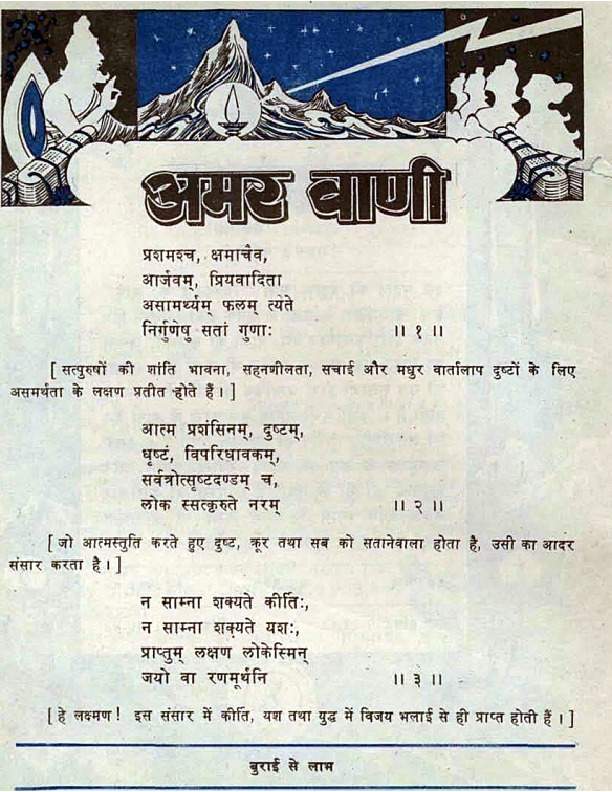 अमर वाणी
प्रशमश्च, क्षमाचैव,
आर्जवम्, प्रियवादिता
असामर्थ्यम् फलम् त्येते
निर्गुणेषु सतां गुणाः ॥ १ ॥
[ सत्पुरुषों की शांति भावना, सहनशीलता, सचाई और मधुर वार्तालाप दुष्टों के लिए
असमर्थता के लक्षण प्रतीत होते हैं। ]
आत्म प्रशंसिनम्, दुष्टम्,
धृष्टं, विपरिधावकम्,
सर्वत्रोत्सृष्टदण्डम् च,
लोक स्सत्कुरुते नरम् ॥ २ ॥
[ जो आत्मस्तुति करते हुए दुष्ट, क्रूर तथा सब को सतानेवाला होता है, उसी का आदर
संसार करता है। ]
न साम्ना शक्यते कीर्तिः,
न साम्ना शक्यते यशः,
प्राप्तुम् लक्षण लोकेस्मिन्
जयो वा रणमूर्थनि ॥ ३ ॥
[ हे लक्ष्मण ! इस संसार में कीर्ति, यश तथा युद्ध में विजय भलाई से ही प्राप्त होती हैं। ]
बुराई से लाभ